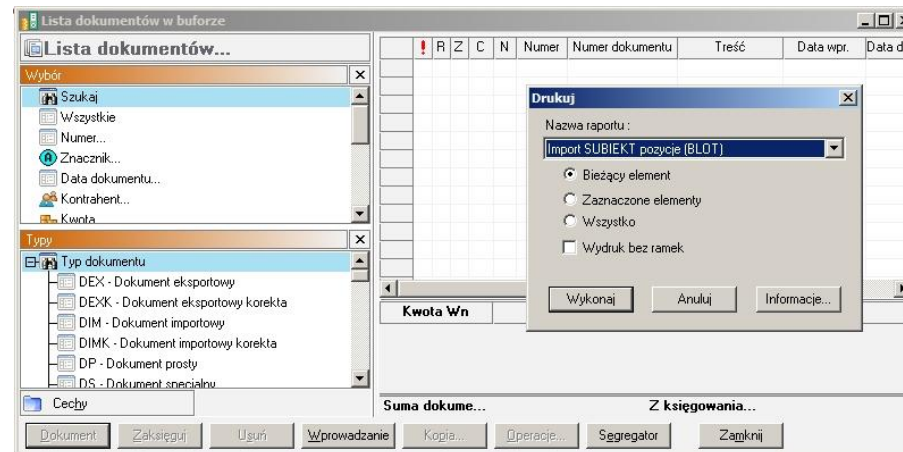 Lista dokumentów w buforze
Lista dokumentów...
! R Z C N Numer Numer dokumentu Treść Data wpr. Data d
Wybór
Szukaj
Wszystkie
Numer...
Znacznik...
Data dokumentu...
Kontrahent...
Kwota
Typy
Typ dokumentu
DEX - Dokument eksportowy
DEXK - Dokument eksportowy korekta
DIM - Dokument importowy
DIMK - Dokument importowy korekta
DP - Dokument prosty
DS - Dokument specjalny
Cechy
Drukuj
Nazwa raportu :
Import SUBIEKT pozycje (BLOT)
Bieżący element
Zaznaczone elementy
Wszystko
Wydruk bez ramek
Wykonaj Anuluj Informacje...
Kwota Wn
Suma dokume... Z księgowania...
Dokument Zaksięguj Usuń Wprowadzanie Kopia... Operacje... Segregator Zamknij